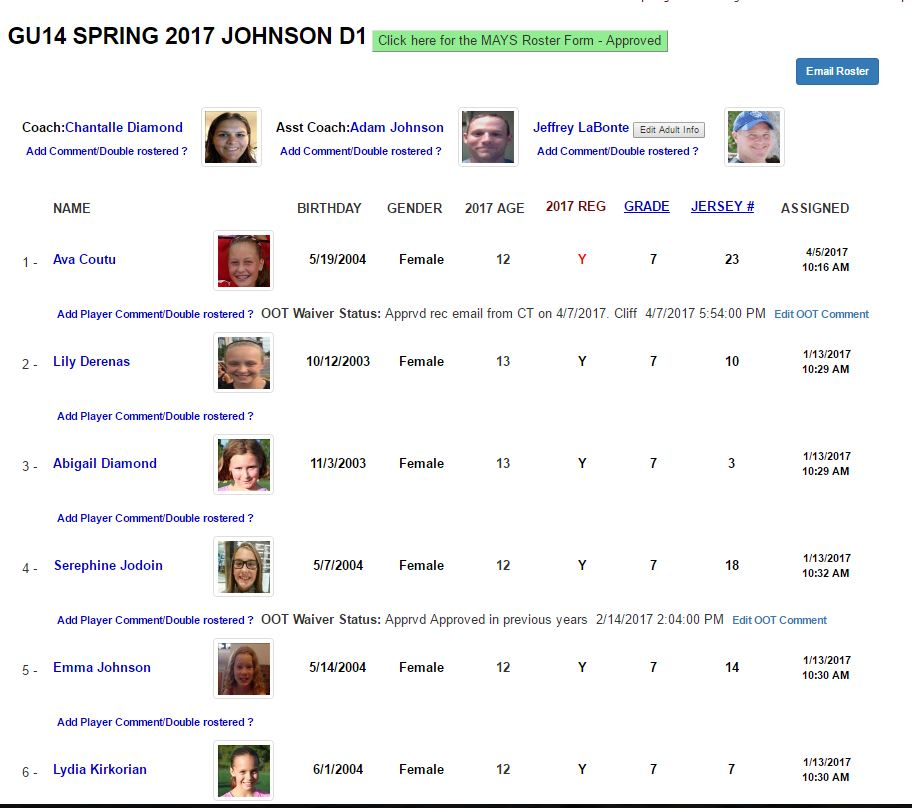 GU14 SPRING 2017 JOHNSON D1 Click here for the MAYS Roster Form - Approved
Email Roster
Coach:Chantalle Diamond Asst Coach:Adam Johnson Jeffrey LaBonte Edit Adult Info
Add Comment/Double rostered ? Add Comment/Double rostered ? Add Comment/Double rostered ?
NAME BIRTHDAY GENDER 2017 AGE 2017 REG GRADE JERSEY # ASSIGNED
1 - Ava Coutu 5/19/2004 Female 12 Y 7 23 4/5/2017
10:16 AM
Add Player Comment/Double rostered ? OOT Waiver Status: Apprvd rec email from CT on 4/7/2017. Cliff 4/7/2017 5:54:00 PM Edit OOT Comment
2 - Lily Derenas 10/12/2003 Female 13 Y 7 10 1/13/2017
10:29 AM
Add Player Comment/Double rostered ?
3 - Abigail Diamond 11/3/2003 Female 13 Y 7 3 1/13/2017
10:29 AM
Add Player Comment/Double rostered ?
4 - Serephine Jodoin 5/7/2004 Female 12 Y 7 18 1/13/2017
10:32 AM
Add Player Comment/Double rostered ? OOT Waiver Status: Apprvd Approved in previous years 2/14/2017 2:04:00 PM Edit OOT Comment
5 - Emma Johnson 5/14/2004 Female 12 Y 7 14 1/13/2017
10:30 AM
Add Player Comment/Double rostered ?
6 - Lydia Kirkorian 6/1/2004 Female 12 Y 7 7 1/13/2017
10:30 AM